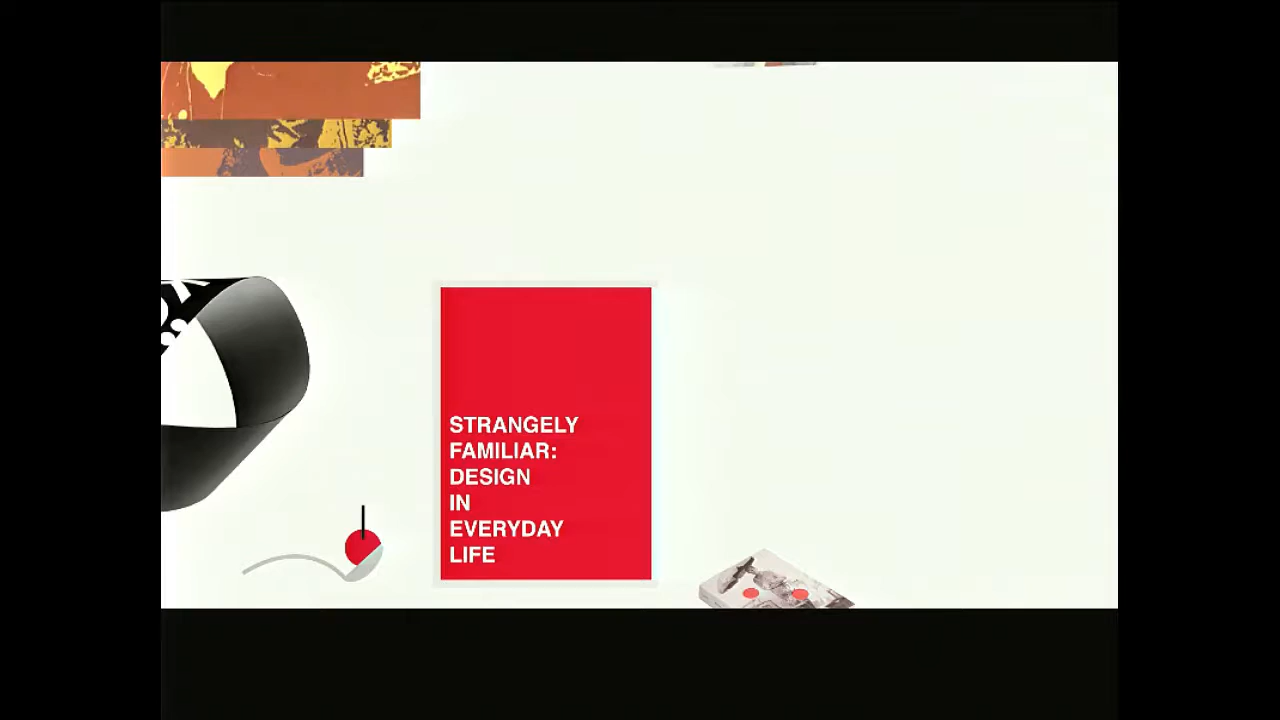 STRANGELY
FAMILIAR:
DESIGN
IN
EVERYDAY
LIFE